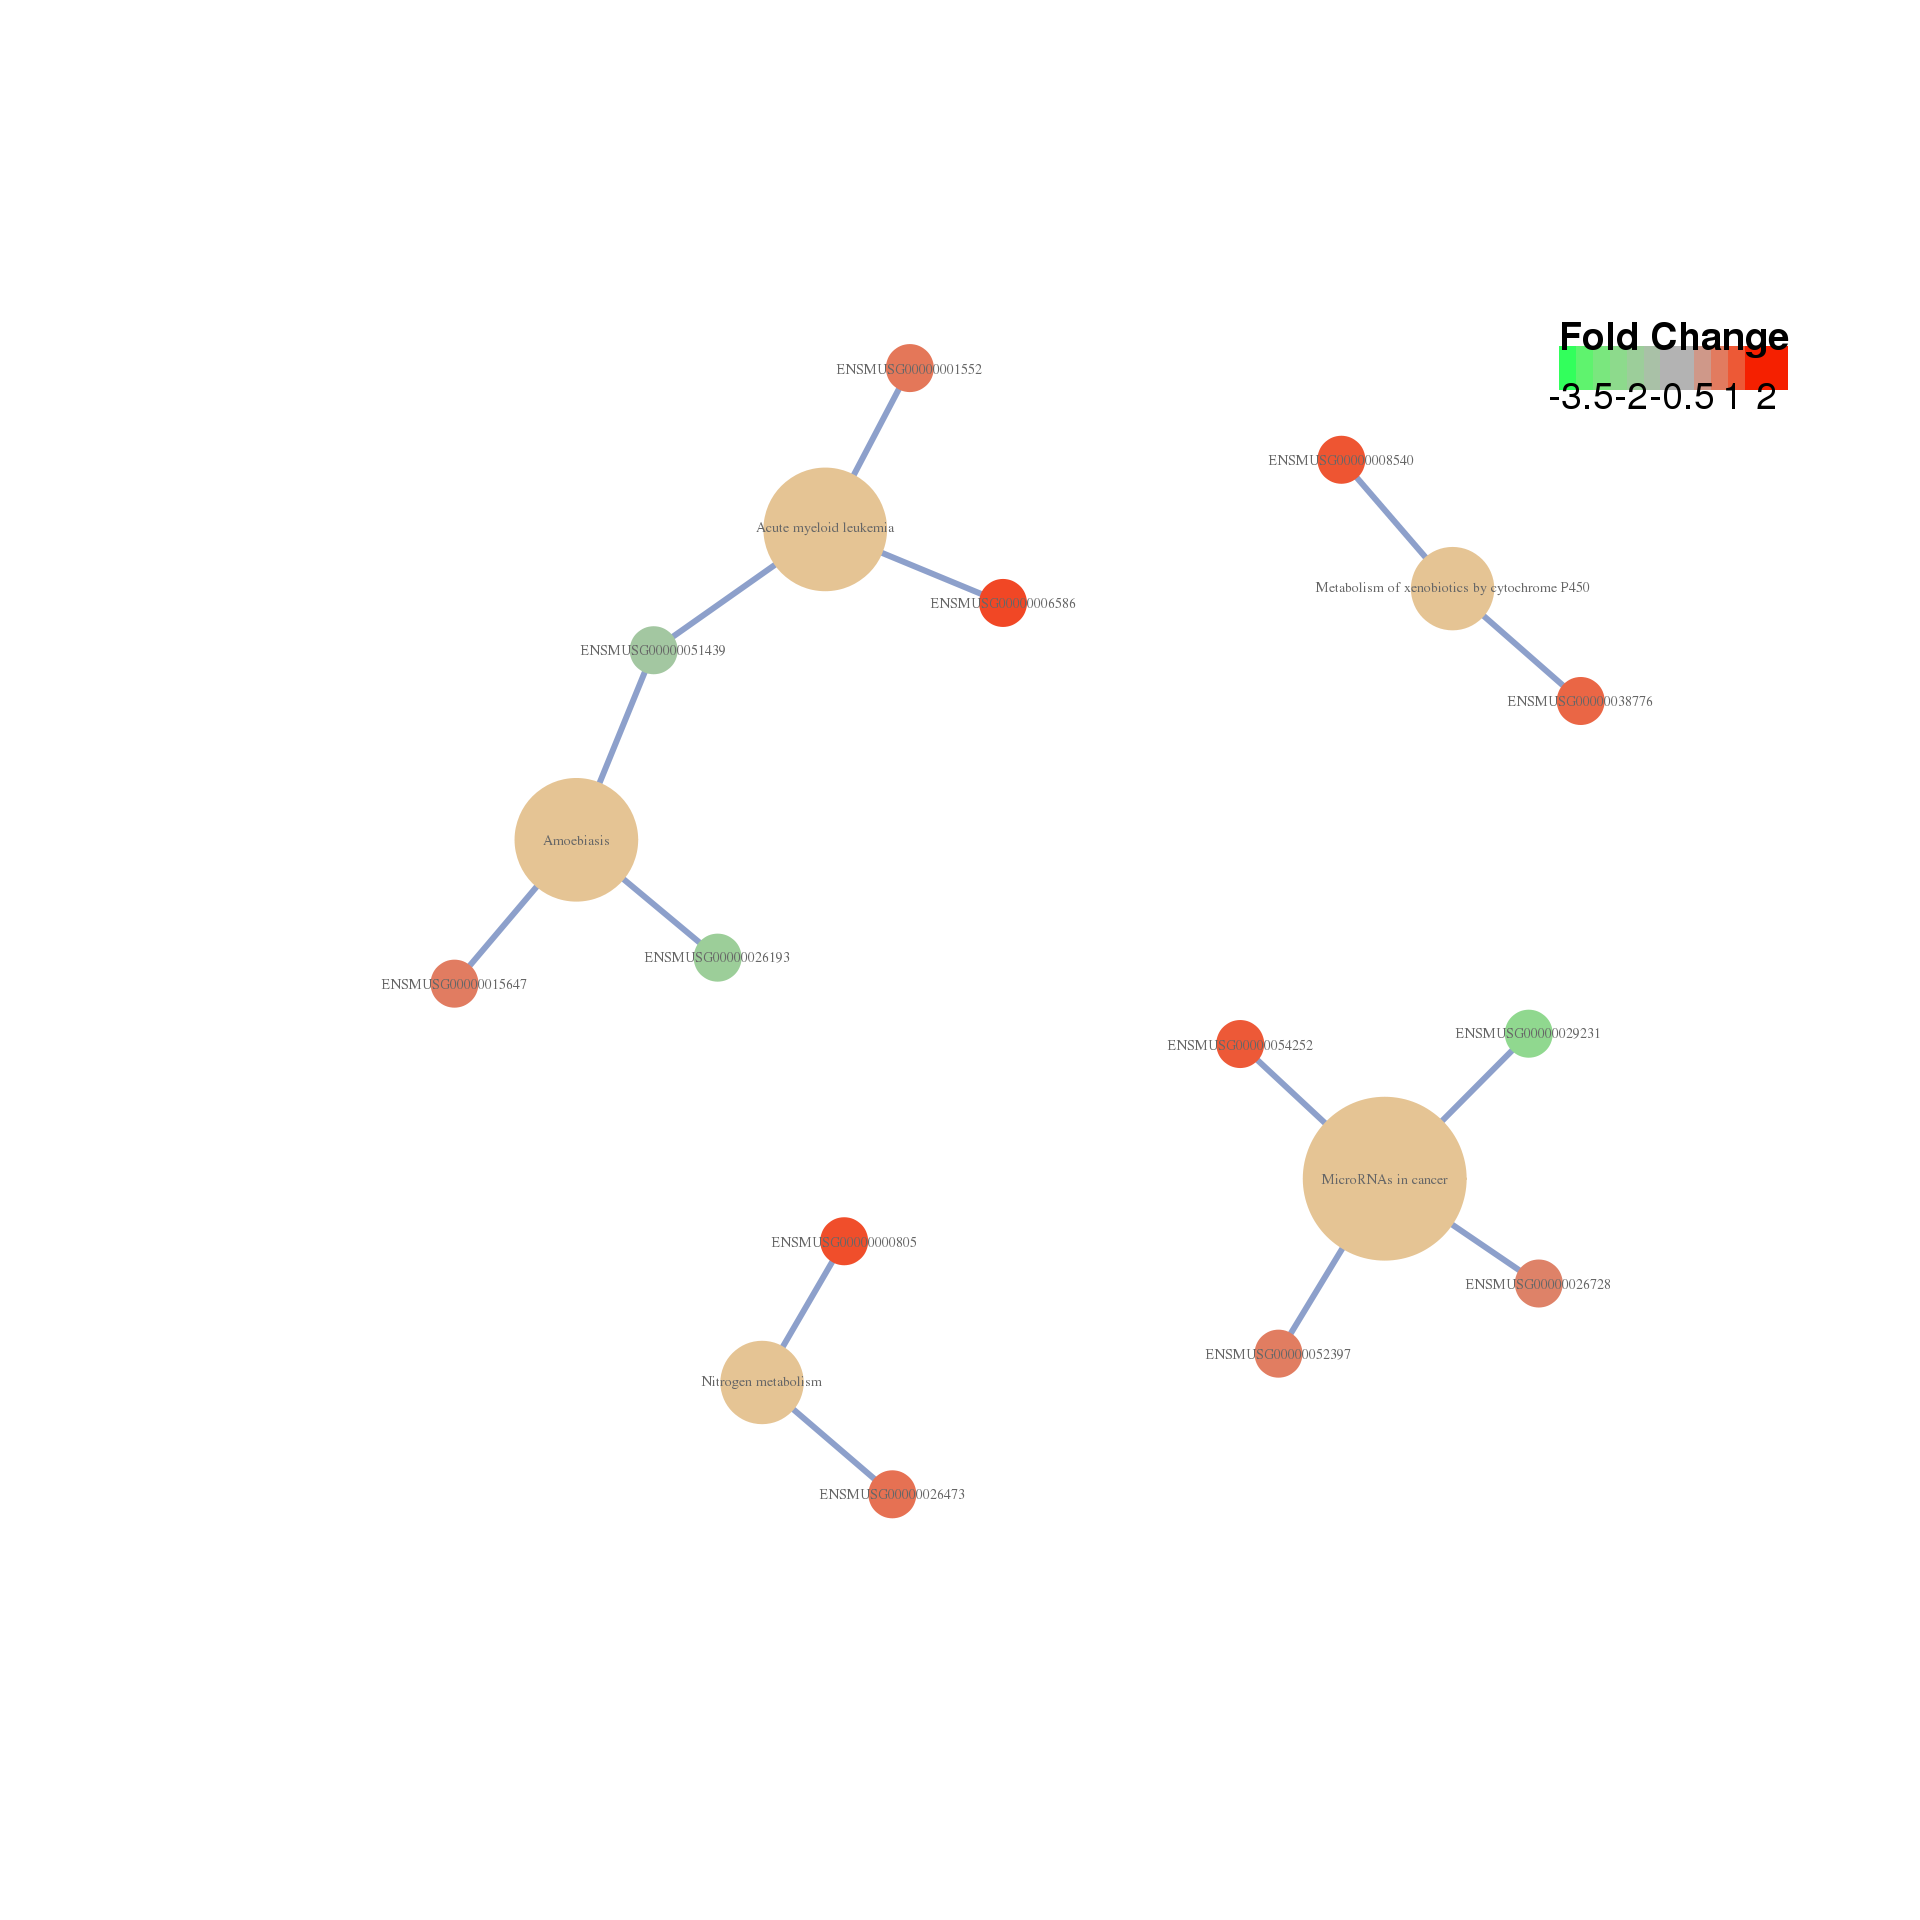 Fold Change
-3.5 -2 -0.5 1 2
ENSMUSG00000001552
ENSMUSG00000008540
Acute myeloid leukemia
Metabolism of xenobiotics by cytochrome P450
ENSMUSG00000006586
ENSMUSG00000051439
ENSMUSG00000038776
Amoebiasis
ENSMUSG00000026193
ENSMUSG00000015647
ENSMUSG00000029231
ENSMUSG00000054252
MicroRNAs in cancer
ENSMUSG00000000805
ENSMUSG00000026728
ENSMUSG00000052397
Nitrogen metabolism
ENSMUSG00000026473